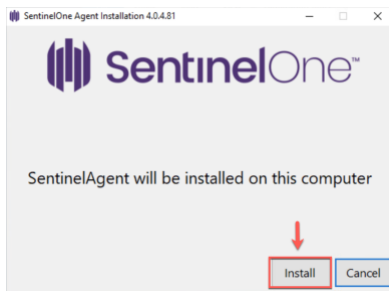 SentinelOne Agent Installation 4.0.4.81
SentinelOne™
SentinelAgent will be installed on this computer
Install Cancel